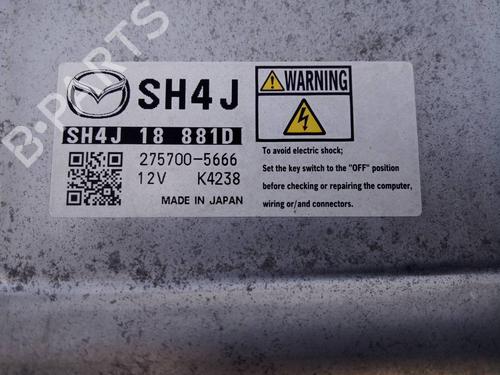 SH4J
SH4J 18 881D
275700-5666
12V K4238
MADE IN JAPAN
WARNING
To avoid electric shock;
Set the key switch to the "OFF" position
before checking or repairing the computer,
wiring or/and connectors.
B-PARTS